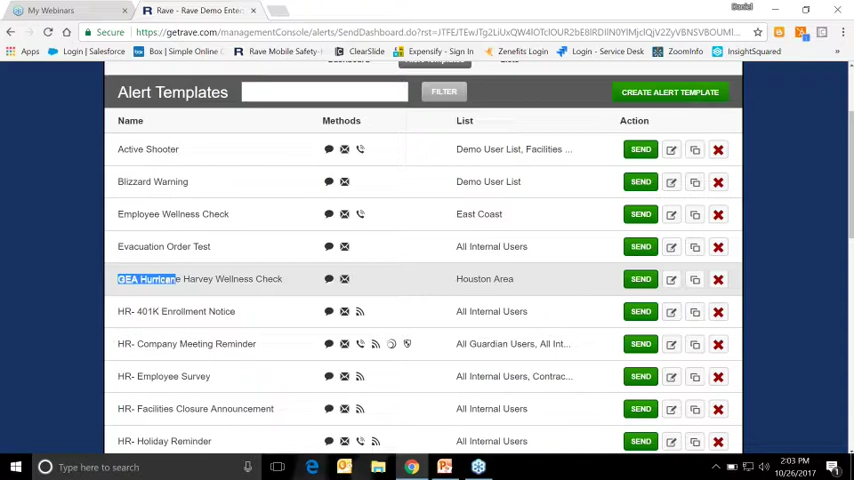 Daniel
My Webinars
Rave - Rave Demo Enter
Secure
https://getrave.com/managementConsole/alerts/SendDashboard.do?rst=
Apps
Login | Salesforce
Box | Simple Online C
Rave Mobile Safety-
ClearSlide
Expensify - Sign In
Zenefits Login
Login - Service Desk
ZoomInfo
InsightSquared
Alert Templates
FILTER
CREATE ALERT TEMPLATE
Name Methods List Action
Active Shooter Demo User List, Facilities ... SEND
Blizzard Warning Demo User List SEND
Employee Wellness Check East Coast SEND
Evacuation Order Test All Internal Users SEND
GEA Hurricane Harvey Wellness Check Houston Area SEND
HR- 401K Enrollment Notice All Internal Users SEND
HR- Company Meeting Reminder All Guardian Users, All Int... SEND
HR- Employee Survey All Internal Users, Contrac... SEND
HR- Facilities Closure Announcement All Internal Users SEND
HR- Holiday Reminder All Internal Users SEND
Type here to search
2:03 PM
10/26/2017